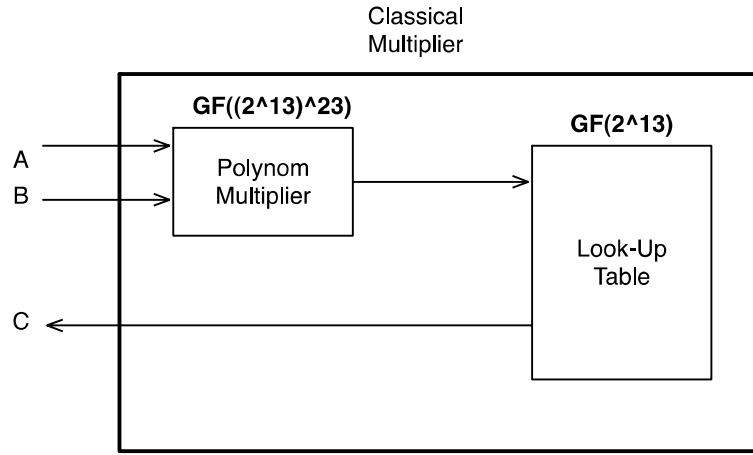 Classical
Multiplier
GF((2^13)^23)
GF(2^13)
A
Polynom
B
Multiplier
Look-Up
Table
C